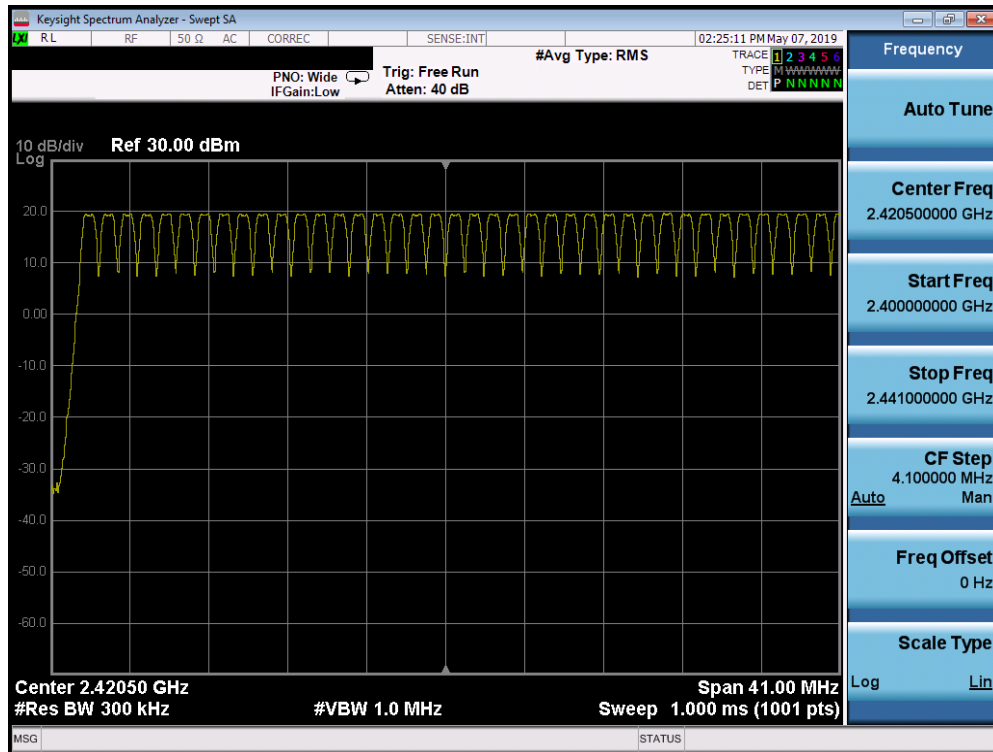 Keysight Spectrum Analyzer - Swept SA
LXI RL RF 50 Ω AC CORREC SENSE:INT 02:25:11 PM May 07, 2019
#Avg Type: RMS TRACE 1 2 3 4 5 6
PNO: Wide Trig: Free Run TYPE M WWWWW
IFGain:Low Atten: 40 dB DET P N N N N N
10 dB/div Ref 30.00 dBm
Log
20.0
10.0
0.00
-10.0
-20.0
-30.0
-40.0
-50.0
-60.0
Center 2.42050 GHz Span 41.00 MHz
#Res BW 300 kHz #VBW 1.0 MHz Sweep 1.000 ms (1001 pts)
MSG STATUS
Frequency
Auto Tune
Center Freq
2.420500000 GHz
Start Freq
2.400000000 GHz
Stop Freq
2.441000000 GHz
CF Step
4.100000 MHz
Auto Man
Freq Offset
0 Hz
Scale Type
Log Lin